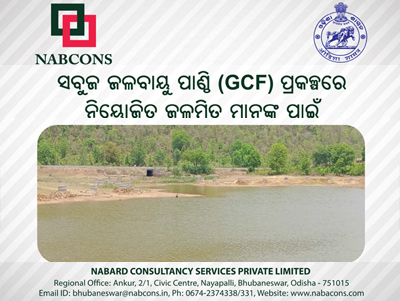 NABCONS
ସବୁଜ ଜଳବାୟୁ ପାଣ୍ଠି (GCF) ପ୍ରକଳ୍ପରେ
ନିୟୋଜିତ ଜଳମିତ ମାନଙ୍କ ପାଇଁ
NABARD CONSULTANCY SERVICES PRIVATE LIMITED
Regional Office: Ankur, 2/1, Civic Centre, Nayapalli, Bhubaneswar, Odisha - 751015
Email ID: bhubaneswar@nabcons.in, Ph: 0674-2374338/331, Website: www.nabacons.com